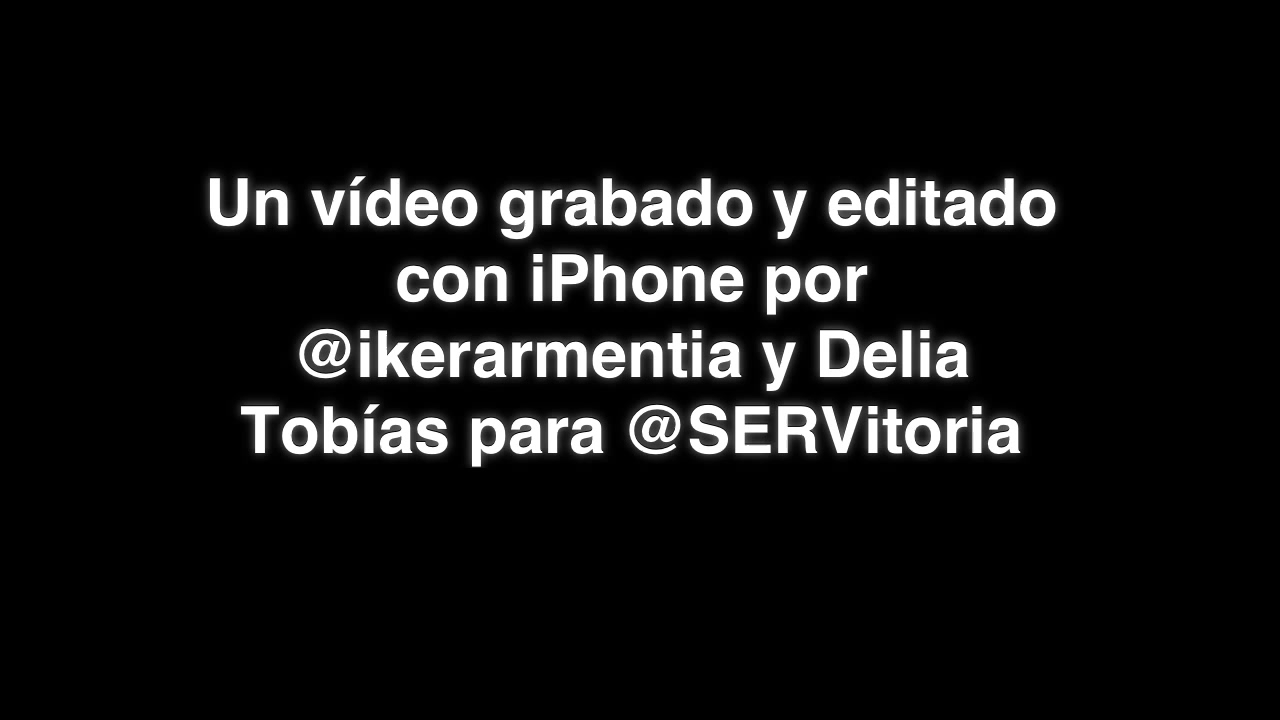 Un vídeo grabado y editado
con iPhone por
@ikerarmentia y Delia
Tobías para @SERVitoria